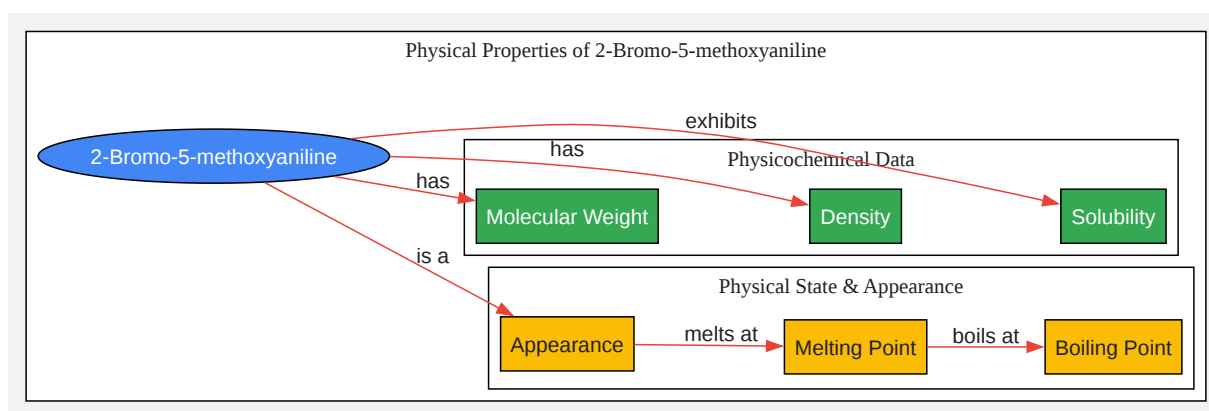 Physical Properties of 2-Bromo-5-methoxyaniline
exhibits
2-Bromo-5-methoxyaniline
has
Physicochemical Data
has
Molecular Weight
Density
Solubility
is a
Physical State & Appearance
Appearance
melts at
Melting Point
boils at
Boiling Point